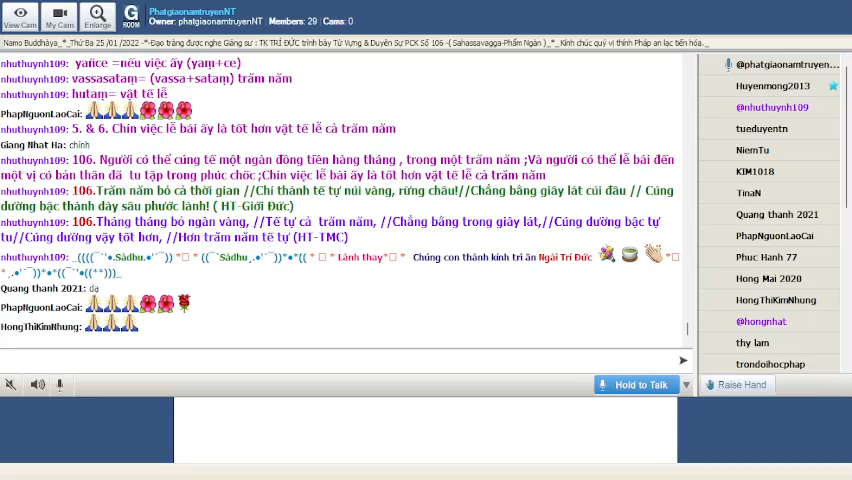 View Cam
My Cam
Enlarge
G
ROOM
PhatgiaonamtruyenNT
Owner: phatgiaonamtruyenNT | Members: 29 | Cams: 0
Namo Buddhàya_*_Thứ Ba 25 /01 /2022 -*-Đạo tràng được nghe Giảng sư : TK TRÍ ĐỨC trình bày Từ Vựng & Duyên Sự PCK Số 106 -( Sahassavagga-Phẩm Ngàn )_*_Kính chúc quý vị thính Pháp an lạc tiến hóa._
nhuthuynh109: yañce =nếu việc ấy (yaṃ+ce)
nhuthuynh109: vassasataṃ= (vassa+sataṃ) trăm năm
nhuthuynh109: hutaṃ= vật tế lễ
PhapNguonLaoCai:
nhuthuynh109: 5. & 6. Chín việc lễ bái ấy là tốt hơn vật tế lễ cả trăm năm
Giang Nhat Ha: chính
nhuthuynh109: 106. Người có thể cúng tế một ngàn đồng tiền hàng tháng , trong một trăm năm ;Và người có thể lễ bái đến
một vị có bản thân đã tu tập trong phúc chốc ;Chín việc lễ bái ấy là tốt hơn vật tế lễ cả trăm năm
nhuthuynh109: 106.Trăm năm bỏ cả thời gian //Chí thành tế tự núi vàng, rừng châu!//Chẳng bằng giây lát cúi đầu // Cúng
dường bậc thánh dày sâu phước lành! ( HT-Giới Đức)
nhuthuynh109: 106.Tháng tháng bỏ ngàn vàng, //Tế tự cả trăm năm, //Chẳng bằng trong giây lát,//Cúng dường bậc tự
tu//Cúng dường vậy tốt hơn, //Hơn trăm năm tế tự (HT-TMC)
nhuthuynh109: Sàdhu Sàdhu Lành thay Chúng con thành kính tri ân Ngài Trí Đức
Quang thanh 2021: dạ
PhapNguonLaoCai:
HongThiKimNhung:
Hold to Talk
Raise Hand
@phatgiaonamtruyen...
Huyenmong2013
@nhuthuynh109
tueduyentn
NiemTu
KIM1018
TinaN
Quang thanh 2021
PhapNguonLaoCai
Phuc Hanh 77
Hong Mai 2020
HongThiKimNhung
@hongnhat
thy lam
trondoihocphap